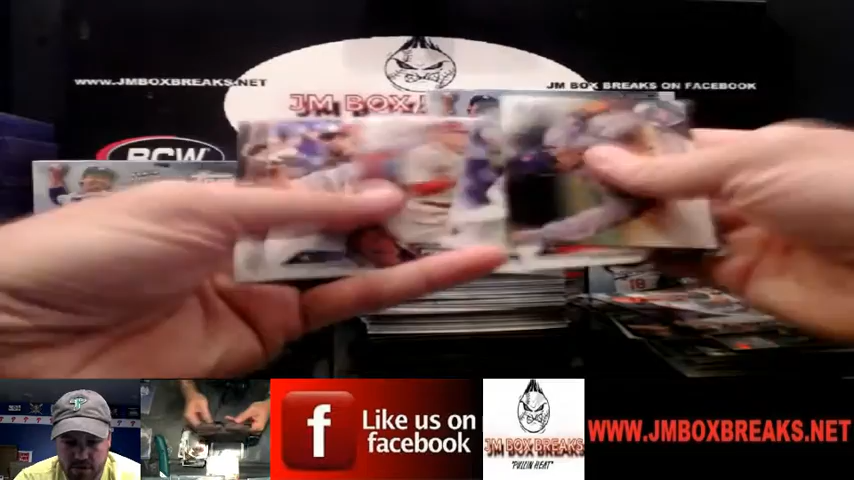 WWW.JMBOXBREAKS.NET
JM BOX BREAKS ON FACEBOOK
JM BOX
BCW
18
f
Like us on
facebook
JM BOX BREAKS
"PULLIN HEAT"
WWW.JMBOXBREAKS.NET